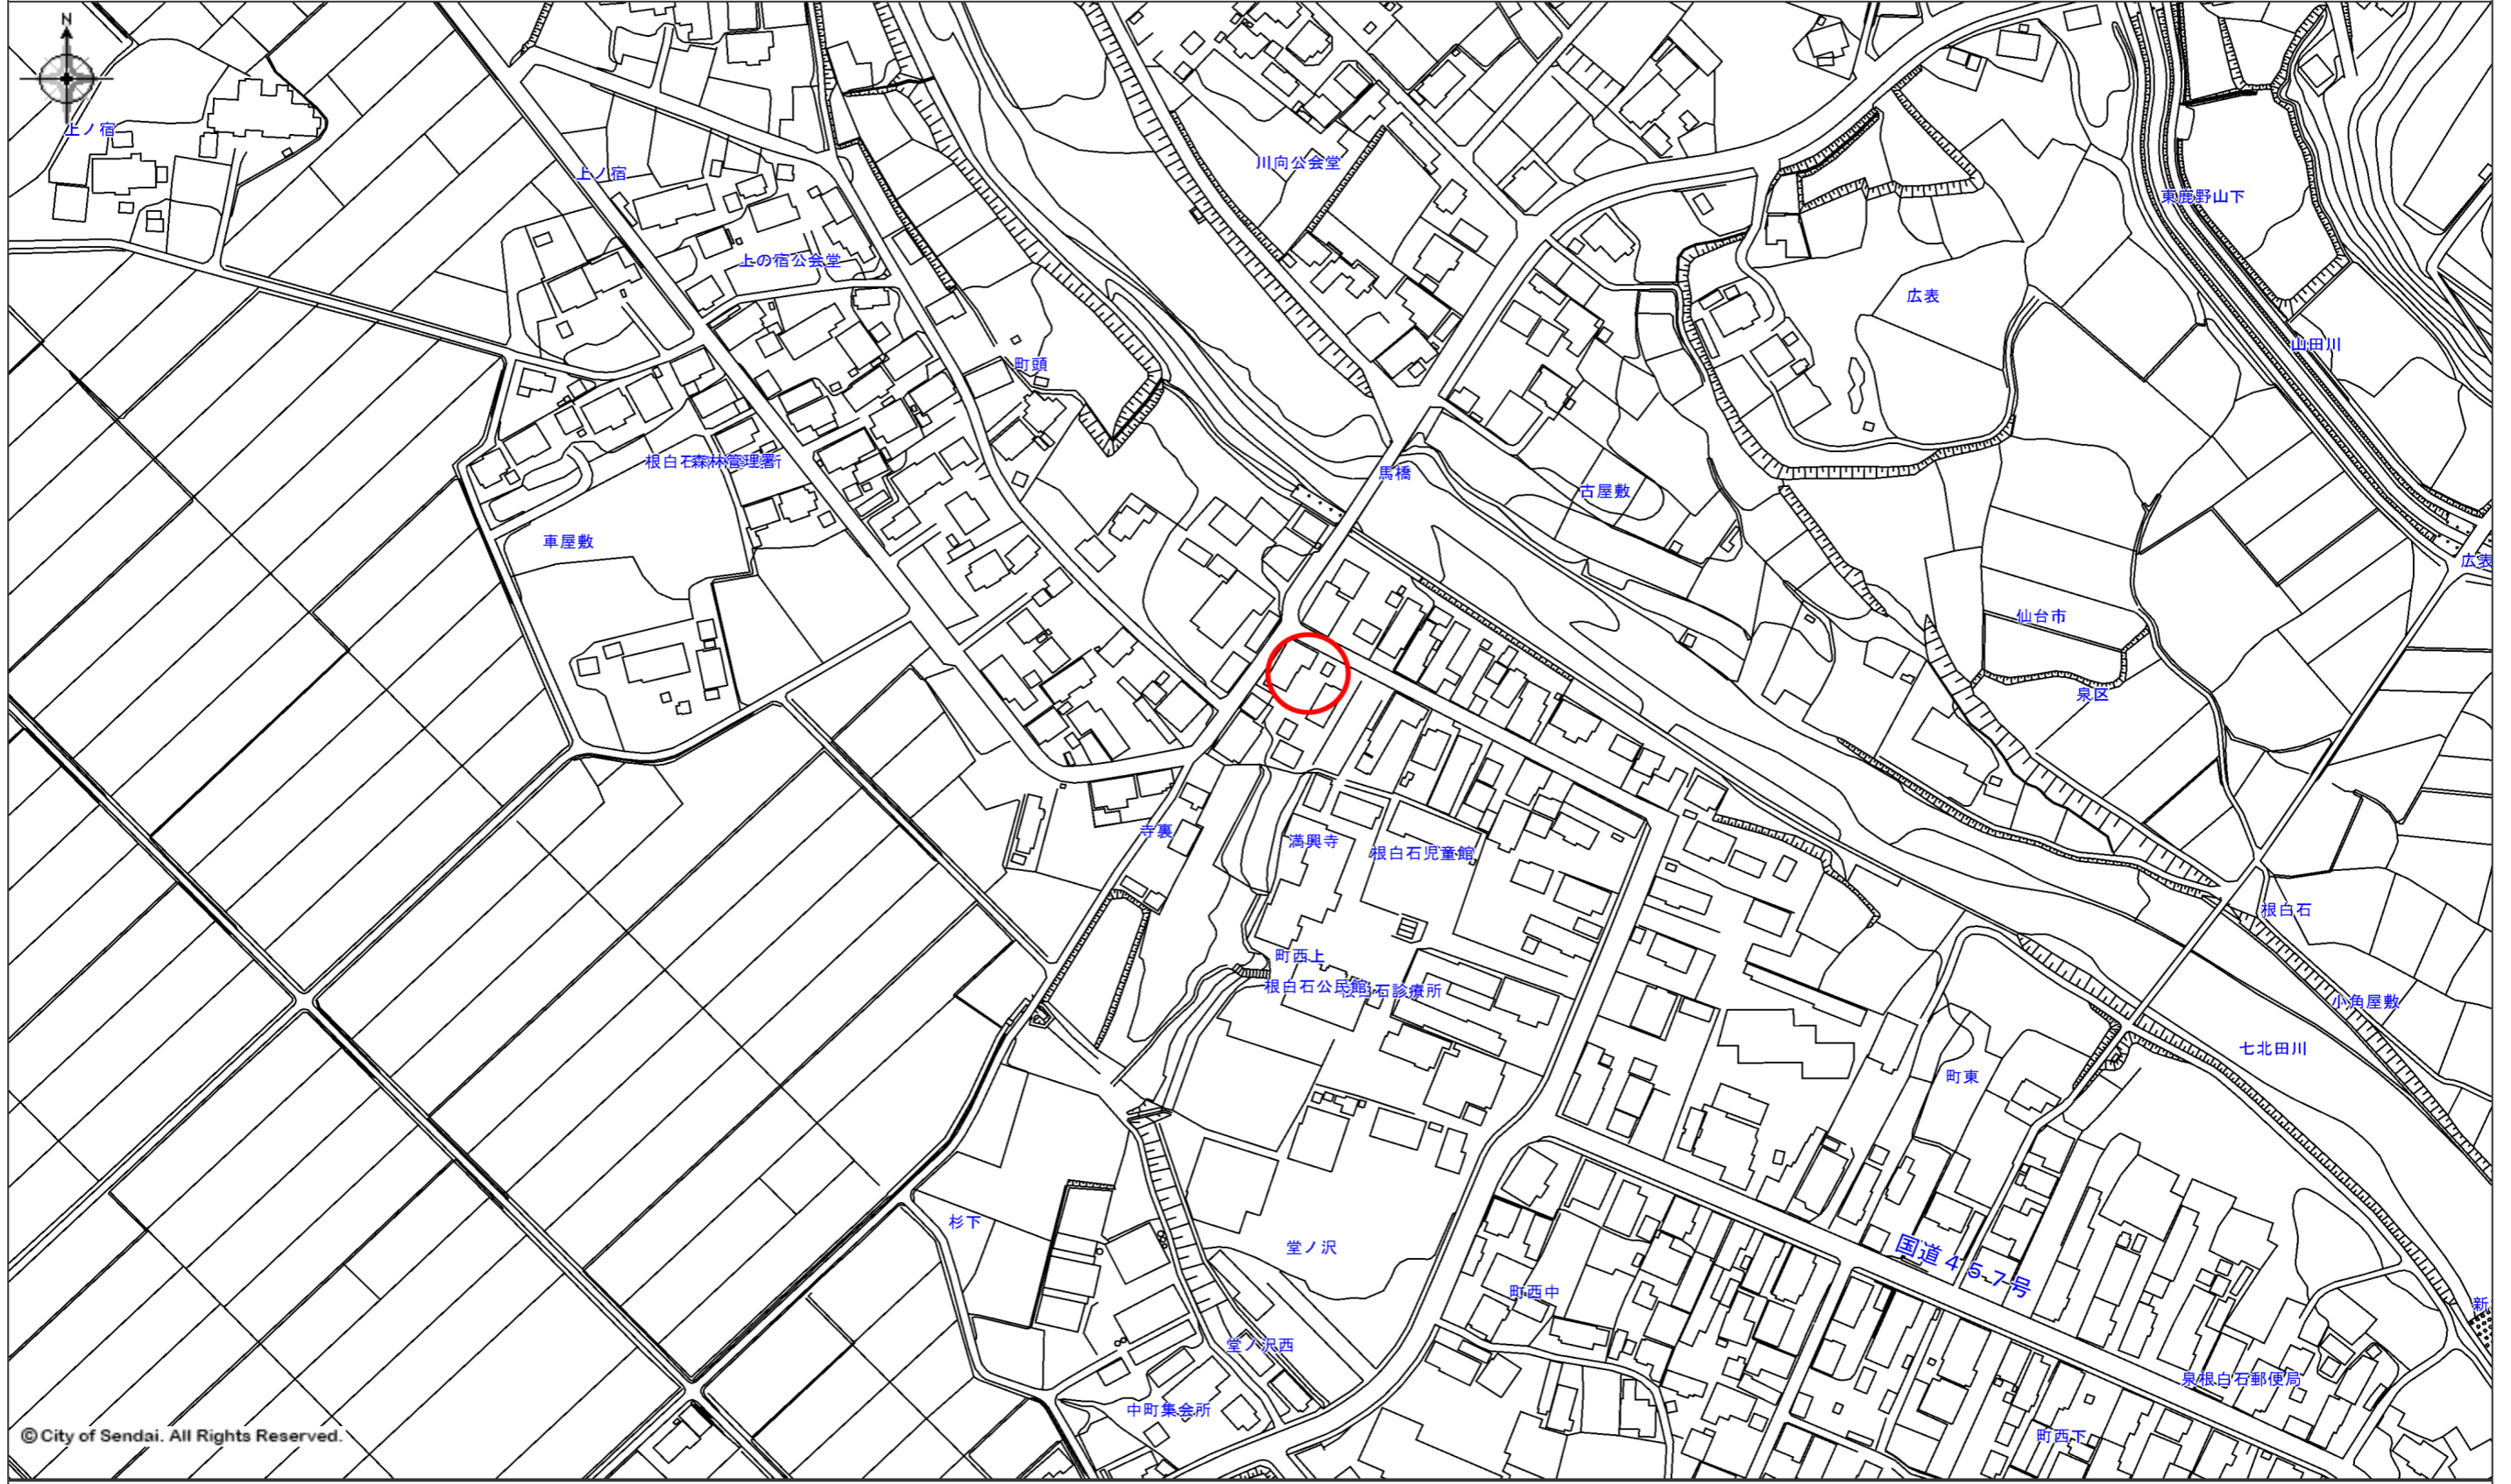 N
上ノ宿
上ノ宿
川向公会堂
東鹿野山下
上の宿公会堂
広表
山田川
町頭
根白石
森林管理署
所
馬橋
古屋敷
車屋敷
広表
仙台市
泉区
寺裏
満興寺
根白石児童館
根白石
町西上
根白石公民館
根白石診療所
小角屋敷
七北田川
町東
杉下
堂ノ沢
国道457号
町西中
新
堂ノ沢西
泉根白石郵便局
中町集会所
町西下
©City of Sendai. All Rights Reserved.